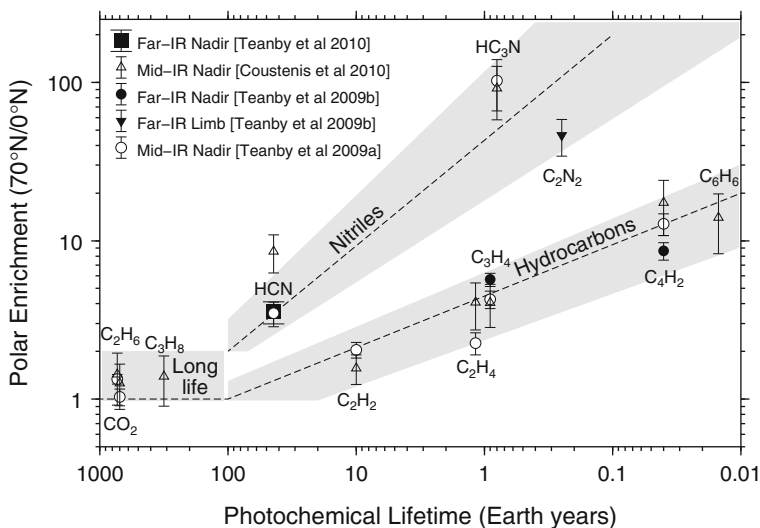 Far-IR Nadir [Teanby et al 2010]
Mid-IR Nadir [Coustenis et al 2010]
Far-IR Nadir [Teanby et al 2009b]
Far-IR Limb [Teanby et al 2009b]
Mid-IR Nadir [Teanby et al 2009a]
HC3N
C2N2
C6H6
Nitriles
Hydrocarbons
C3H4
C4H2
HCN
C2H6
C3H8
Long
life
C2H4
C2H2
CO2
Polar Enrichment (70°N/0°N)
100
10
1
1000
100
10
1
0.1
0.01
Photochemical Lifetime (Earth years)